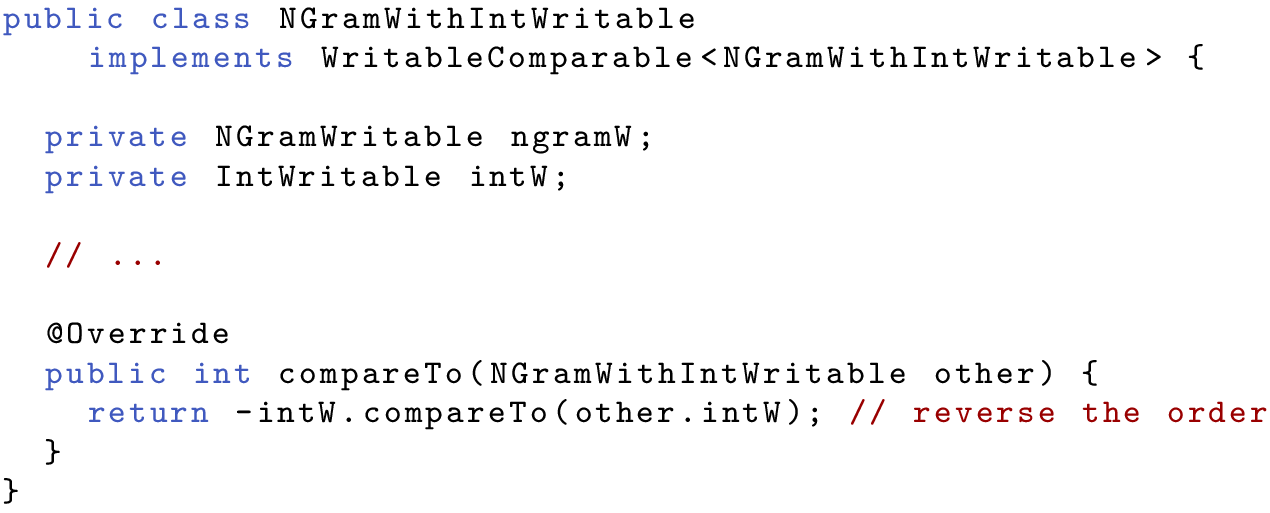 public class NGramWithIntWritable
    implements WritableComparable<NGramWithIntWritable> {

  private NGramWritable ngramW;
  private IntWritable intW;

  // ...

  @Override
  public int compareTo(NGramWithIntWritable other) {
    return -intW.compareTo(other.intW); // reverse the order
  }
}